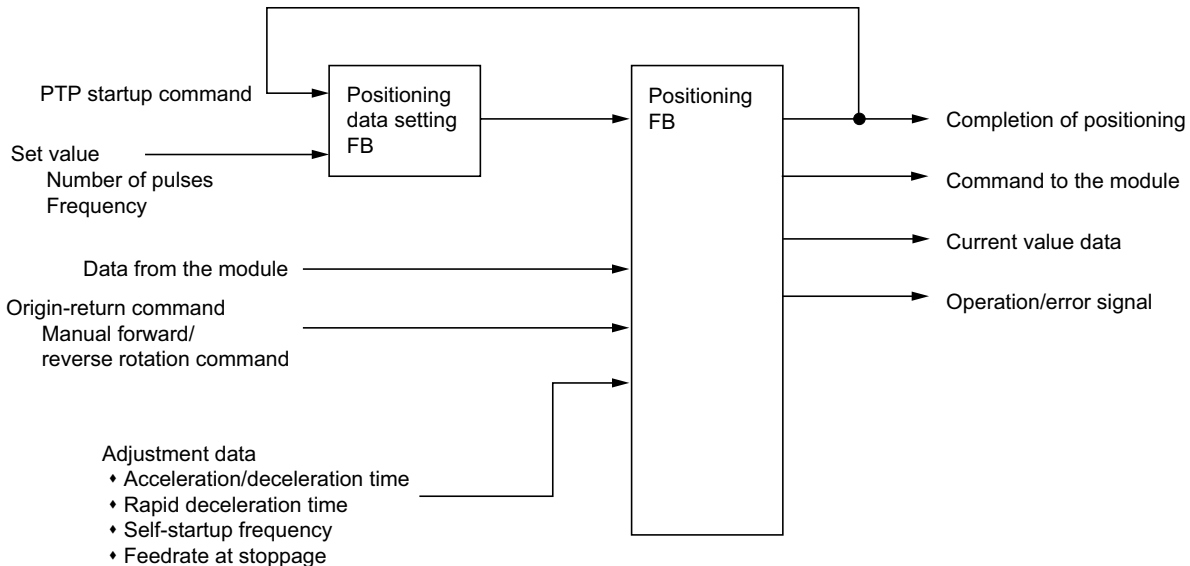 PTP startup command
Positioning
data setting
FB
Positioning
FB
Completion of positioning
Set value
Number of pulses
Frequency
Command to the module
Current value data
Data from the module
Operation/error signal
Origin-return command
Manual forward/
reverse rotation command
Adjustment data
♦ Acceleration/deceleration time
♦ Rapid deceleration time
♦ Self-startup frequency
♦ Feedrate at stoppage